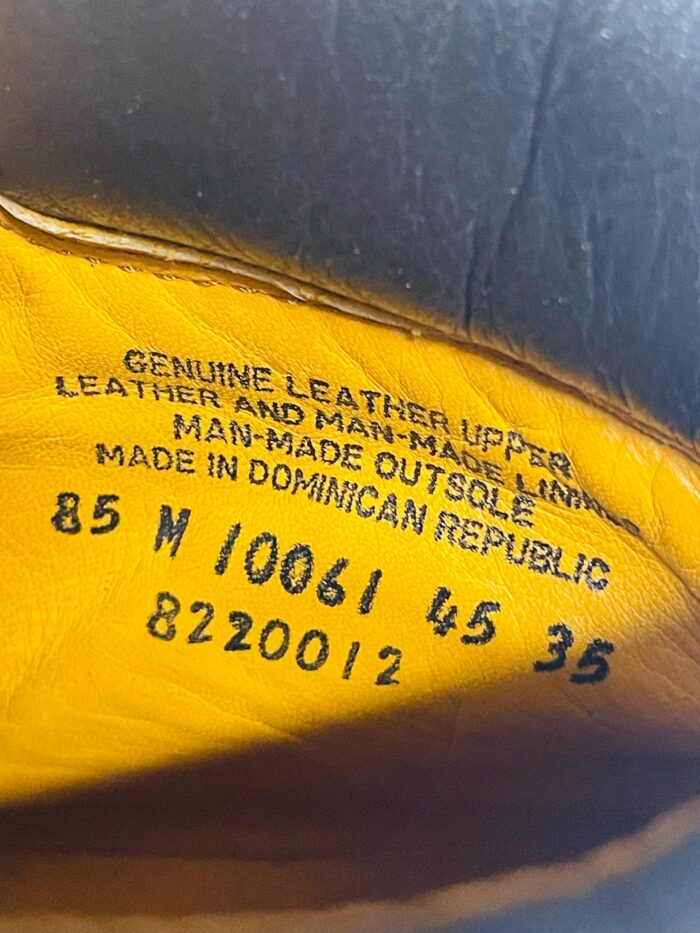 GENUINE LEATHER UPPER
LEATHER AND MAN-MADE LINING
MAN-MADE OUTSOLE
MADE IN DOMINICAN REPUBLIC
85 M 10061 45 35
8220012